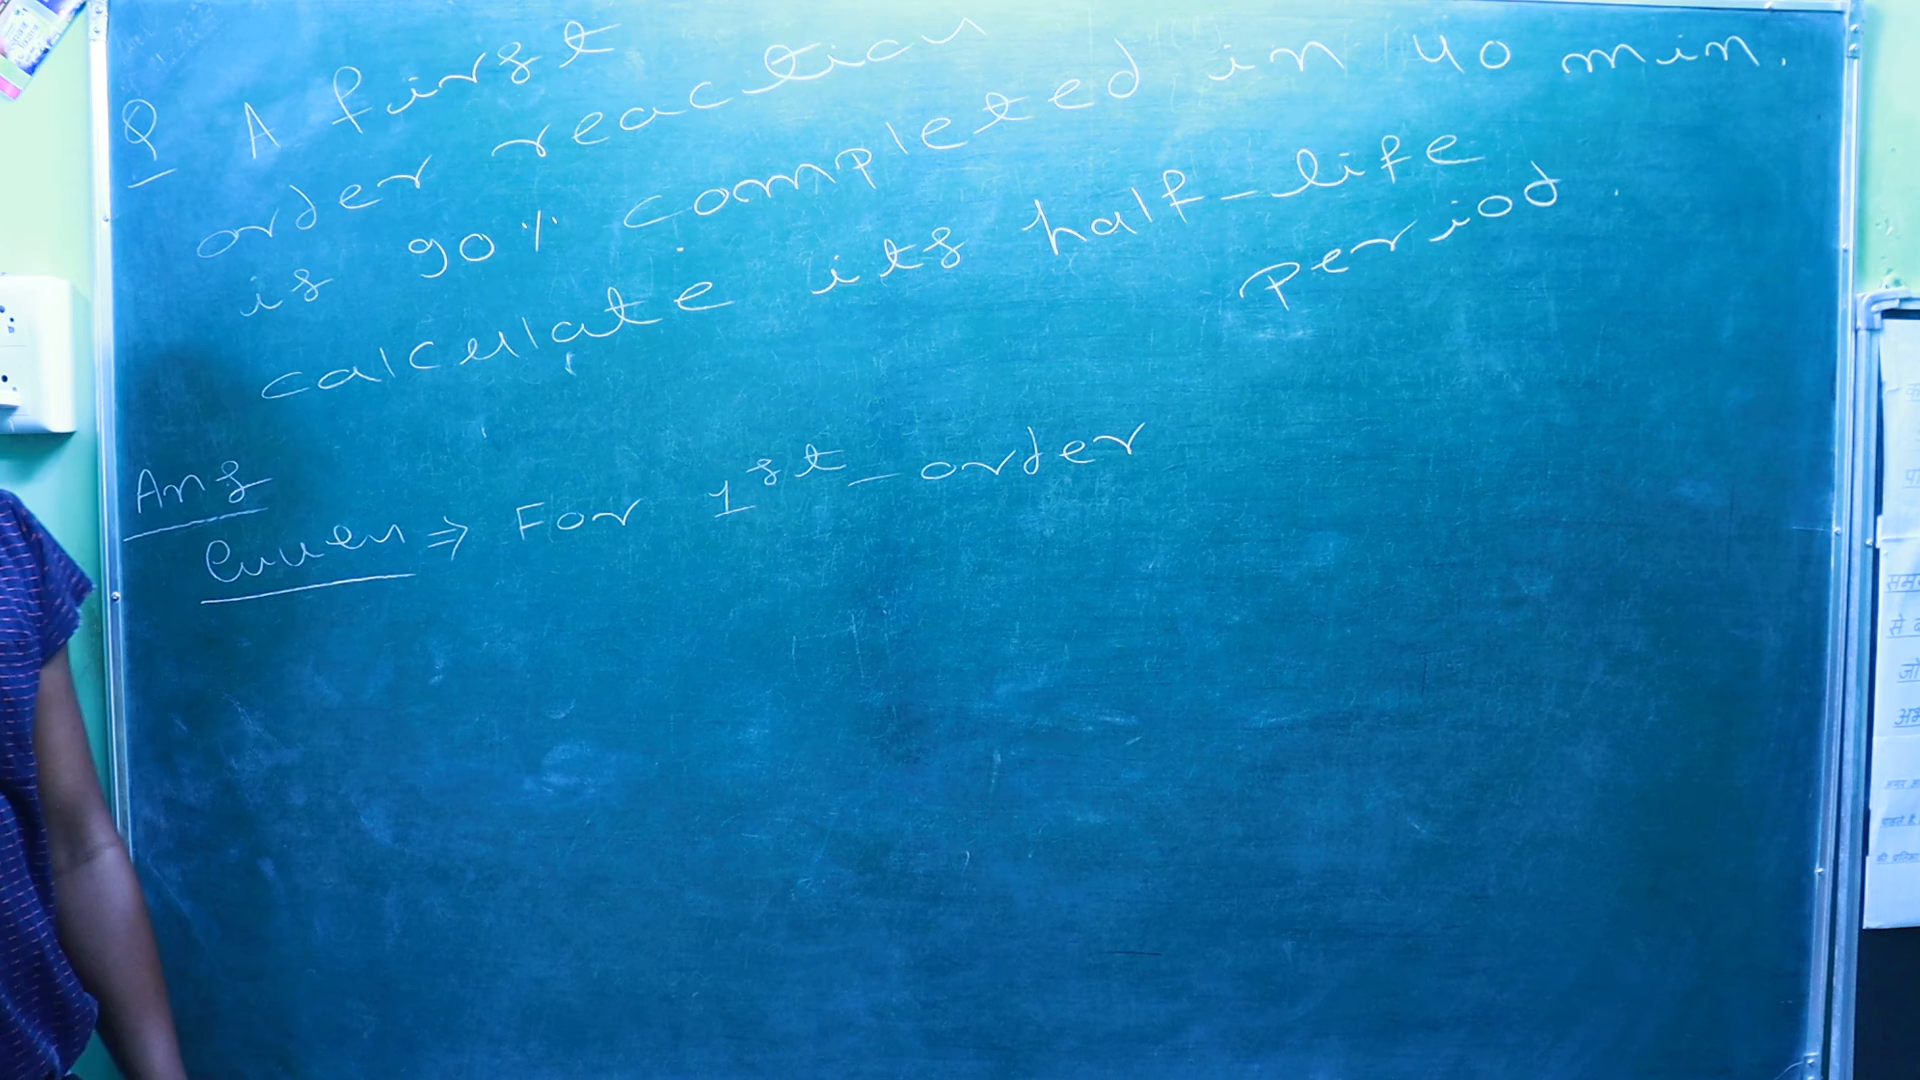 Q A first
order reaction
is 90% completed in 40 min.
calculate its half-life
period.
Ans
Given ⇒ For 1st-order